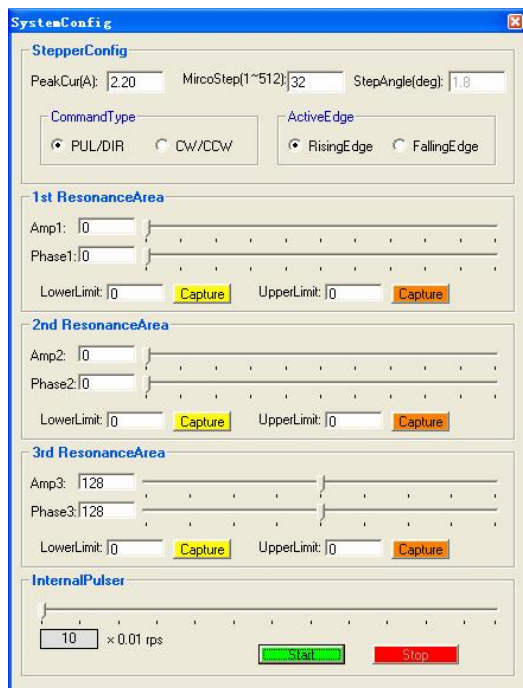 SystemConfig
StepperConfig
PeakCur(A): 2.20 MircoStep(1~512): 32 StepAngle(deg): 1.8
CommandType ActiveEdge
PUL/DIR CW/CCW RisingEdge FallingEdge
1st ResonanceArea
Amp1: 0
Phase1: 0
LowerLimit: 0 Capture UpperLimit: 0 Capture
2nd ResonanceArea
Amp2: 0
Phase2: 0
LowerLimit: 0 Capture UpperLimit: 0 Capture
3rd ResonanceArea
Amp3: 128
Phase3: 128
LowerLimit: 0 Capture UpperLimit: 0 Capture
InternalPulser
10 × 0.01 rps
Start Stop